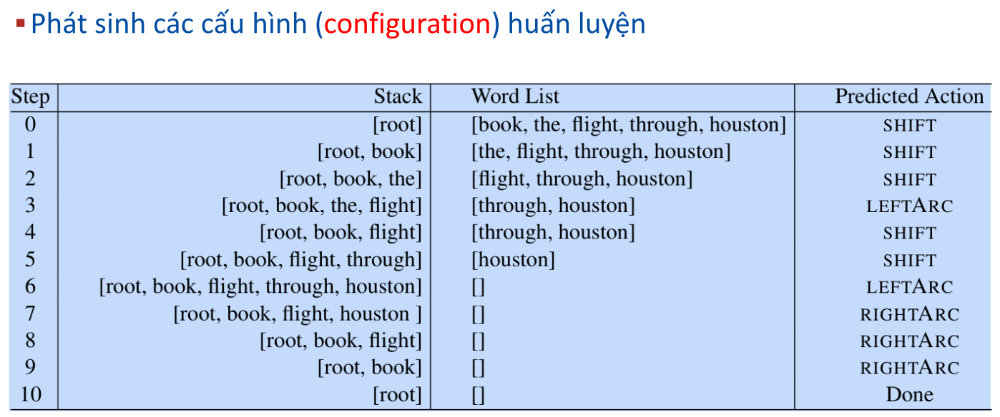 ▪Phát sinh các cấu hình (configuration) huấn luyện
Step Stack Word List Predicted Action
0 [root] [book, the, flight, through, houston] SHIFT
1 [root, book] [the, flight, through, houston] SHIFT
2 [root, book, the] [flight, through, houston] SHIFT
3 [root, book, the, flight] [through, houston] LEFTARC
4 [root, book, flight] [through, houston] SHIFT
5 [root, book, flight, through] [houston] SHIFT
6 [root, book, flight, through, houston] [] LEFTARC
7 [root, book, flight, houston ] [] RIGHTARC
8 [root, book, flight] [] RIGHTARC
9 [root, book] [] RIGHTARC
10 [root] [] Done